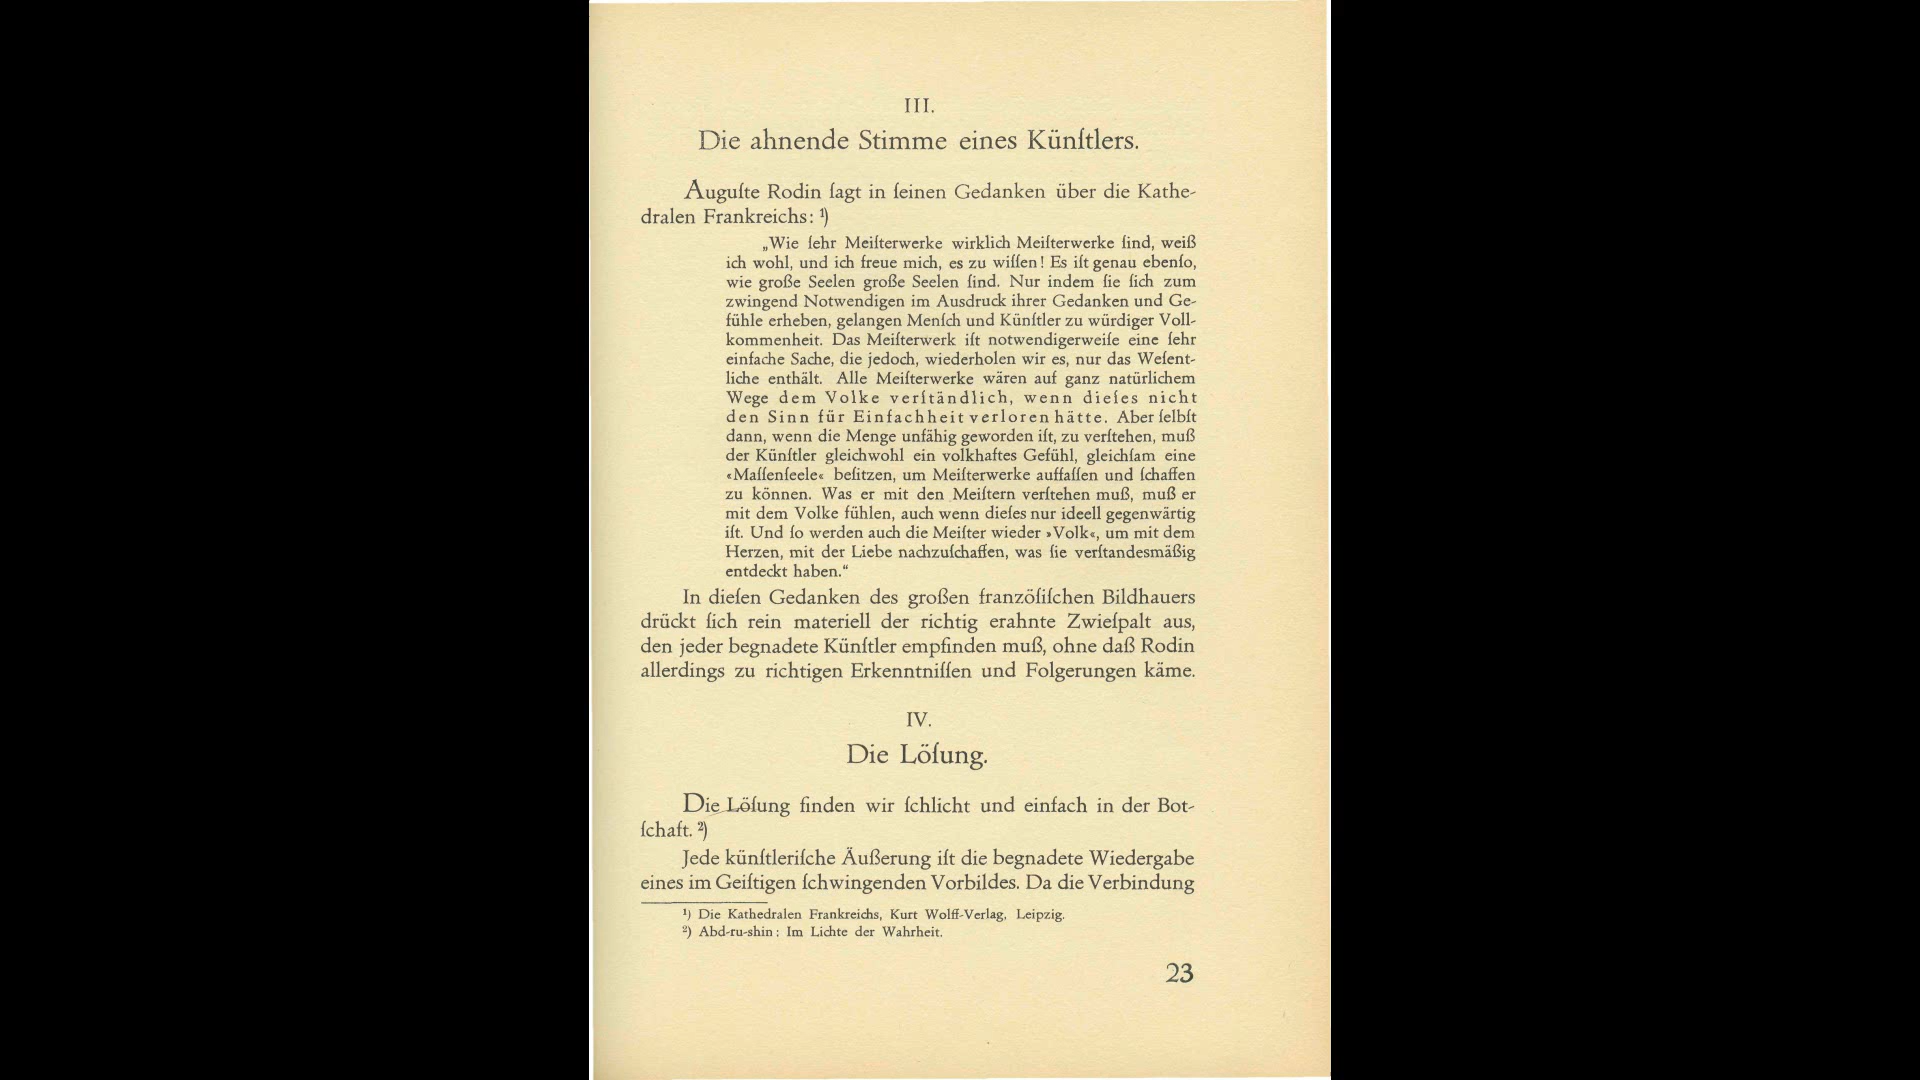 III.
Die ahnende Stimme eines Künſtlers.
Auguſte Rodin ſagt in ſeinen Gedanken über die Kathe-
dralen Frankreichs: ¹)
„Wie ſehr Meiſterwerke wirklich Meiſterwerke ſind, weiß
ich wohl, und ich freue mich, es zu wiſſen! Es iſt genau ebenſo,
wie große Seelen große Seelen ſind. Nur indem ſie ſich zum
zwingend Notwendigen im Ausdruck ihrer Gedanken und Ge-
fühle erheben, gelangen Menſch und Künſtler zu würdiger Voll-
kommenheit. Das Meiſterwerk iſt notwendigerweiſe eine ſehr
einfache Sache, die jedoch, wiederholen wir es, nur das Weſent-
liche enthält. Alle Meiſterwerke wären auf ganz natürlichem
Wege dem Volke verſtändlich, wenn dieſes nicht
den Sinn für Einfachheit verloren hätte. Aber ſelbſt
dann, wenn die Menge unfähig geworden iſt, zu verſtehen, muß
der Künſtler gleichwohl ein volkhaftes Gefühl, gleichſam eine
«Maſſenſeele« beſitzen, um Meiſterwerke auffaſſen und ſchaffen
zu können. Was er mit den Meiſtern verſtehen muß, muß er
mit dem Volke fühlen, auch wenn dieſes nur ideell gegenwärtig
iſt. Und ſo werden auch die Meiſter wieder »Volk«, um mit dem
Herzen, mit der Liebe nachzuſchaffen, was ſie verſtandesmäßig
entdeckt haben.“
In dieſen Gedanken des großen franzöſiſchen Bildhauers
drückt ſich rein materiell der richtig erahnte Zwieſpalt aus,
den jeder begnadete Künſtler empfinden muß, ohne daß Rodin
allerdings zu richtigen Erkenntniſſen und Folgerungen käme.
IV.
Die Löſung.
Die Löſung finden wir ſchlicht und einfach in der Bot-
ſchaft. ²)
Jede künſtleriſche Äußerung iſt die begnadete Wiedergabe
eines im Geiſtigen ſchwingenden Vorbildes. Da die Verbindung
¹) Die Kathedralen Frankreichs, Kurt Wolff-Verlag, Leipzig.
²) Abd-ru-shin: Im Lichte der Wahrheit.
23